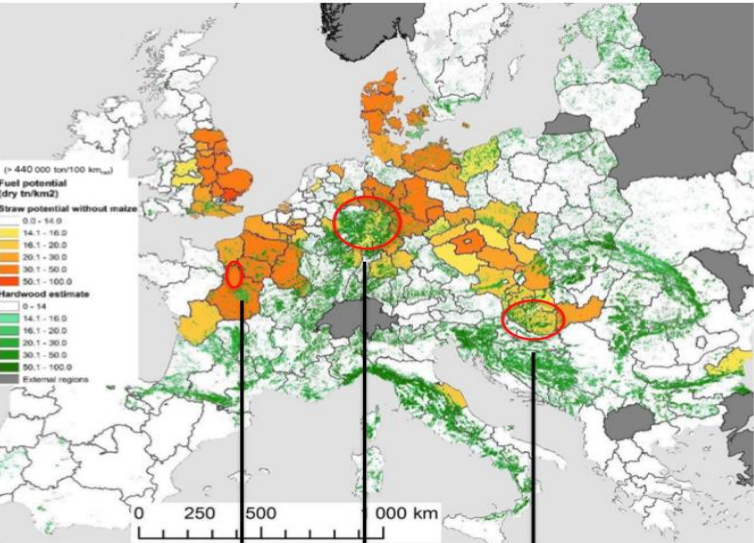 (> 440 000 ton/100 km
Fuel potential
(dry tn/km2)
Straw potential without maize
0.0 - 14.0
14.1 - 16.0
16.1 - 20.0
20.1 - 30.0
30.1 - 50.0
50.1 - 100.0
Hardwood estimate
0 - 14
14.1 - 16.0
16.1 - 20.0
20.1 - 30.0
30.1 - 50.0
50.1 - 100.0
External regions
0 250 500 000 km